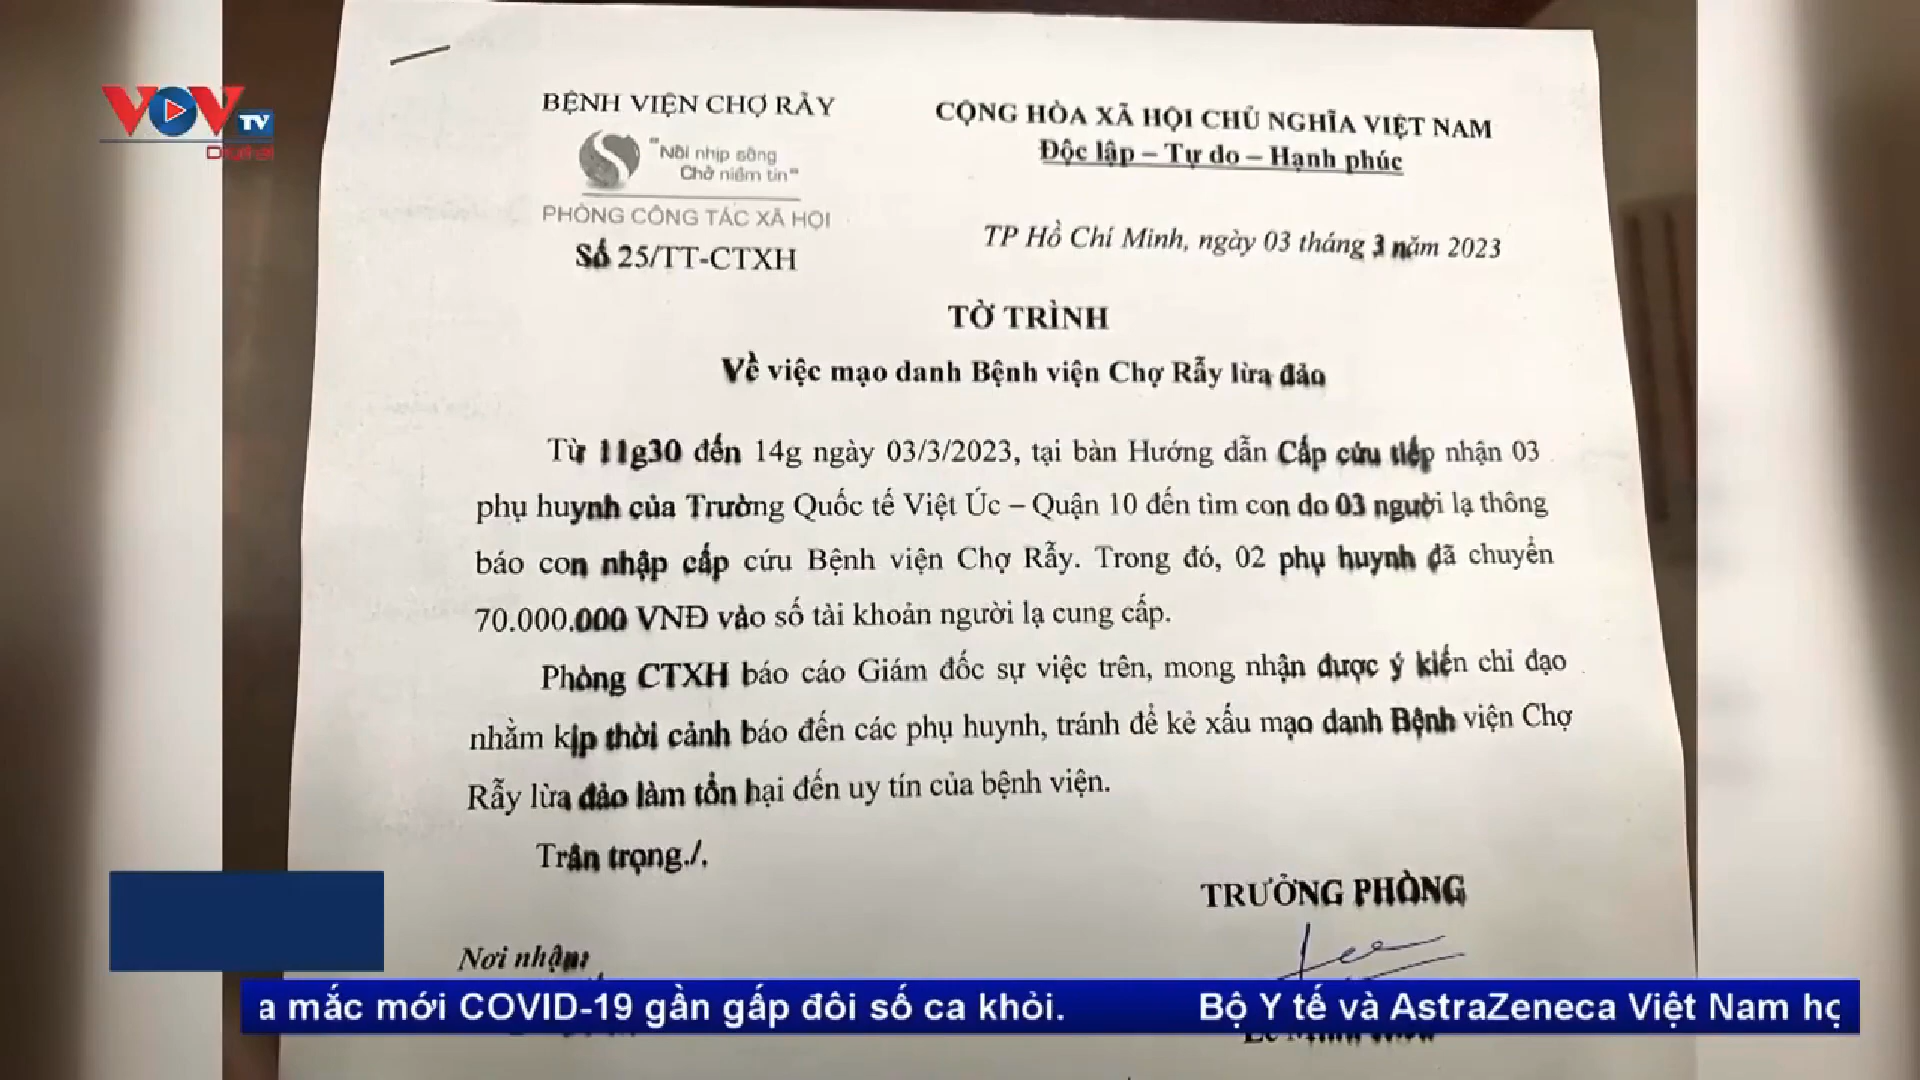 VOV TV
Digital
BỆNH VIỆN CHỢ RẪY
"Nối nhịp sống
Chở niềm tin"
PHÒNG CÔNG TÁC XÃ HỘI
Số 25/TT-CTXH
CỘNG HÒA XÃ HỘI CHỦ NGHĨA VIỆT NAM
Độc lập – Tự do – Hạnh phúc
TP Hồ Chí Minh, ngày 03 tháng 3 năm 2023
TỜ TRÌNH
Về việc mạo danh Bệnh viện Chợ Rẫy lừa đảo
Từ 11g30 đến 14g ngày 03/3/2023, tại bàn Hướng dẫn Cấp cứu tiếp nhận 03
phụ huynh của Trường Quốc tế Việt Úc – Quận 10 đến tìm con do 03 người lạ thông
báo con nhập cấp cứu Bệnh viện Chợ Rẫy. Trong đó, 02 phụ huynh đã chuyển
70.000.000 VNĐ vào số tài khoản người lạ cung cấp.
Phòng CTXH báo cáo Giám đốc sự việc trên, mong nhận được ý kiến chỉ đạo
nhằm kịp thời cảnh báo đến các phụ huynh, tránh để kẻ xấu mạo danh Bệnh viện Chợ
Rẫy lừa đảo làm tổn hại đến uy tín của bệnh viện.
Trân trọng./.
TRƯỞNG PHÒNG
Nơi nhận:
a mắc mới COVID-19 gần gấp đôi số ca khỏi. Bộ Y tế và AstraZeneca Việt Nam họ